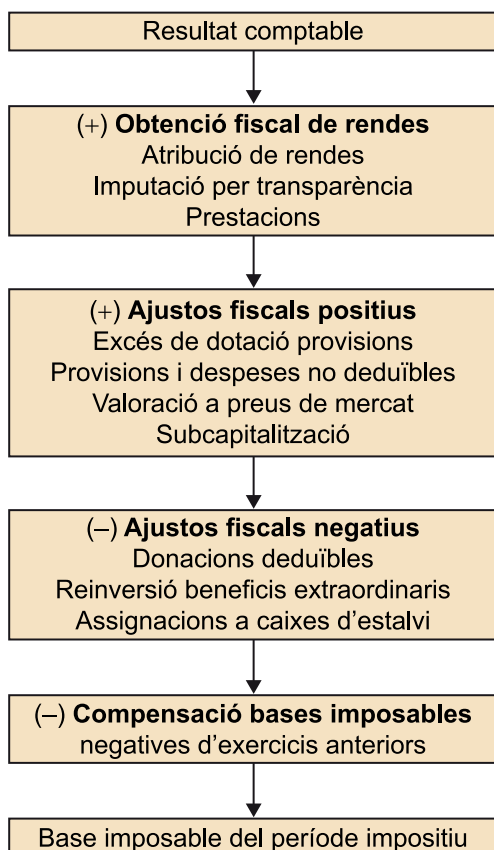 Resultat comptable
(+) Obtenció fiscal de rendes
Atribució de rendes
Imputació per transparència
Prestacions
(+) Ajustos fiscals positius
Excés de dotació provisions
Provisions i despeses no deduïbles
Valoració a preus de mercat
Subcapitalització
(–) Ajustos fiscals negatius
Donacions deduïbles
Reinversió beneficis extraordinaris
Assignacions a caixes d’estalvi
(–) Compensació bases imposables
negatives d’exercicis anteriors
Base imposable del període impositiu